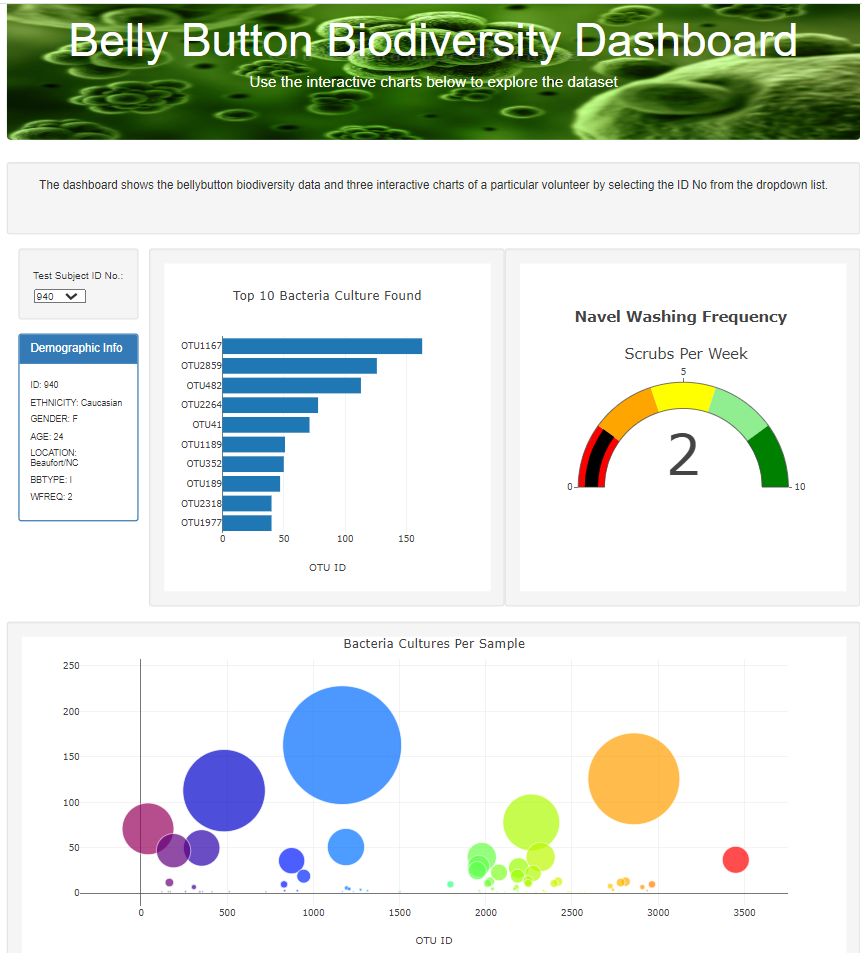 Belly Button Biodiversity Dashboard
Use the interactive charts below to explore the dataset
The dashboard shows the bellybutton biodiversity data and three interactive charts of a particular volunteer by selecting the ID No from the dropdown list.
Test Subject ID No.:
940
Demographic Info
ID: 940
ETHNICITY: Caucasian
GENDER: F
AGE: 24
LOCATION:
Beaufort/NC
BBTYPE: I
WFREQ: 2
Top 10 Bacteria Culture Found
OTU1167
OTU2859
OTU482
OTU2264
OTU41
OTU1189
OTU352
OTU189
OTU2318
OTU1977
0 50 100 150
OTU ID
Navel Washing Frequency
Scrubs Per Week
5
2
0 10
Bacteria Cultures Per Sample
250
200
150
100
50
0
0 500 1000 1500 2000 2500 3000 3500
OTU ID